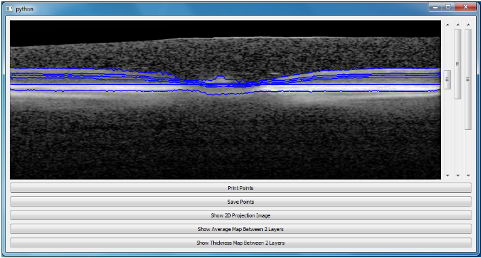 python
Print Points
Save Points
Show 2D Projection Image
Show Average Map Between 2 Layers
Show Thickness Map Between 2 Layers